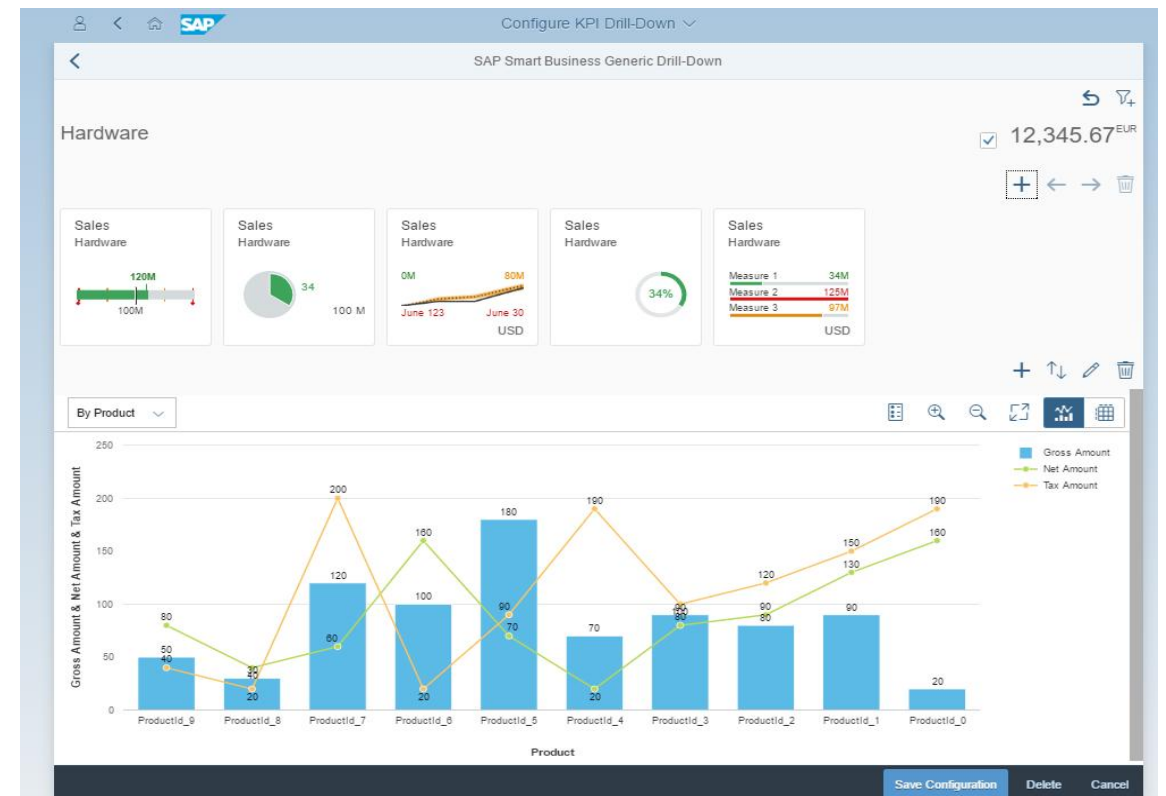 SAP
Configure KPI Drill-Down
SAP Smart Business Generic Drill-Down
Hardware
12,345.67 EUR
Sales
Hardware
120M
100M
Sales
Hardware
34
100 M
Sales
Hardware
0M 80M
June 123 June 30
USD
Sales
Hardware
34%
Sales
Hardware
Measure 1 34M
Measure 2 125M
Measure 3 97M
USD
By Product
Gross Amount & Net Amount & Tax Amount
250
200
150
100
50
0
Gross Amount
Net Amount
Tax Amount
80
50
40
30
40
20
200
120
60
160
100
20
180
90
70
190
70
20
90
100
80
120
90
80
150
130
90
190
160
20
ProductId_9 ProductId_8 ProductId_7 ProductId_6 ProductId_5 ProductId_4 ProductId_3 ProductId_2 ProductId_1 ProductId_0
Product
Save Configuration Delete Cancel